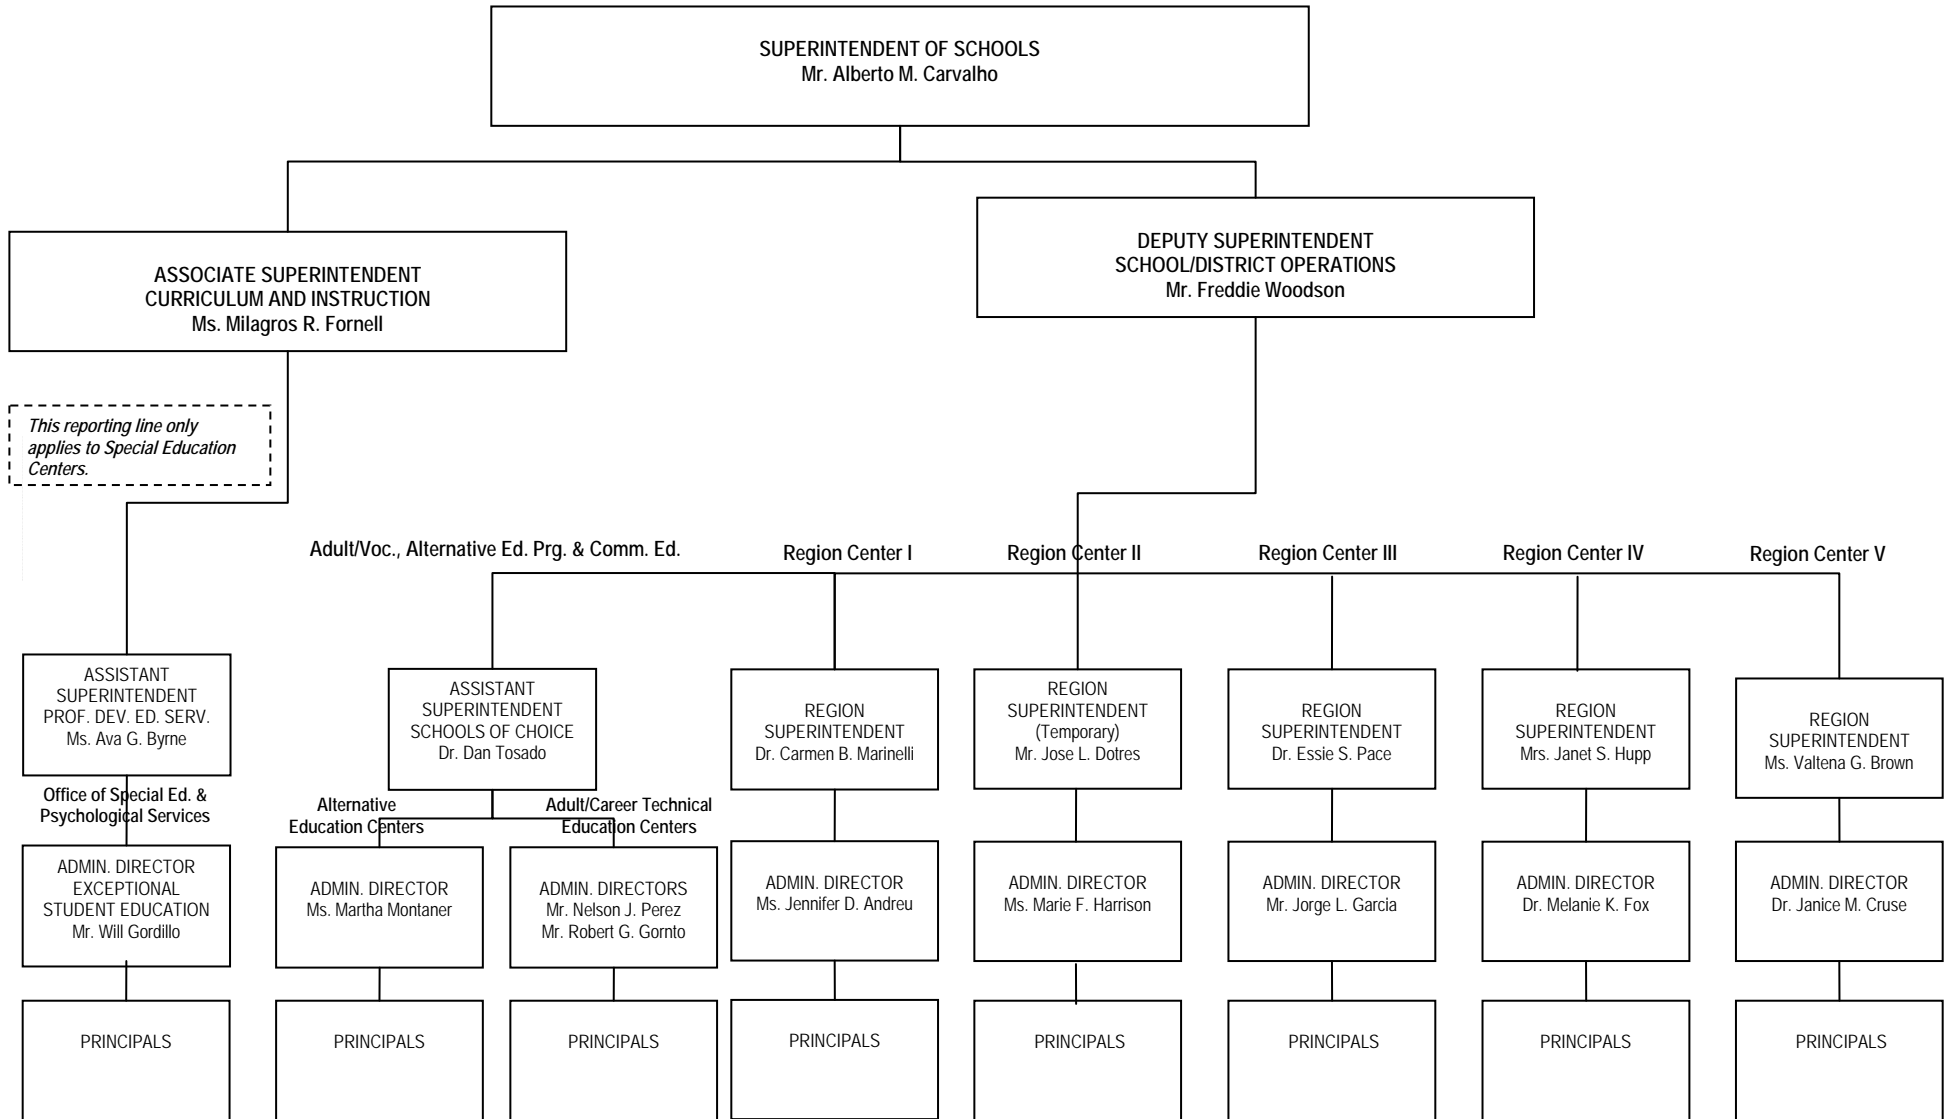 SUPERINTENDENT OF SCHOOLS
Mr. Alberto M. Carvalho
ASSOCIATE SUPERINTENDENT
CURRICULUM AND INSTRUCTION
Ms. Milagros R. Fornell
DEPUTY SUPERINTENDENT
SCHOOL/DISTRICT OPERATIONS
Mr. Freddie Woodson
This reporting line only
applies to Special Education
Centers.
Adult/Voc., Alternative Ed. Prg. & Comm. Ed.
Region Center I
Region Center II
Region Center III
Region Center IV
Region Center V
ASSISTANT
SUPERINTENDENT
PROF. DEV. ED. SERV.
Ms. Ava G. Byrne
ASSISTANT
SUPERINTENDENT
SCHOOLS OF CHOICE
Dr. Dan Tosado
REGION
SUPERINTENDENT
Dr. Carmen B. Marinelli
REGION
SUPERINTENDENT
(Temporary)
Mr. Jose L. Dotres
REGION
SUPERINTENDENT
Dr. Essie S. Pace
REGION
SUPERINTENDENT
Mrs. Janet S. Hupp
REGION
SUPERINTENDENT
Ms. Valtena G. Brown
Office of Special Ed. &
Psychological Services
Alternative
Education Centers
Adult/Career Technical
Education Centers
ADMIN. DIRECTOR
EXCEPTIONAL
STUDENT EDUCATION
Mr. Will Gordillo
ADMIN. DIRECTOR
Ms. Martha Montaner
ADMIN. DIRECTORS
Mr. Nelson J. Perez
Mr. Robert G. Gornto
ADMIN. DIRECTOR
Ms. Jennifer D. Andreu
ADMIN. DIRECTOR
Ms. Marie F. Harrison
ADMIN. DIRECTOR
Mr. Jorge L. Garcia
ADMIN. DIRECTOR
Dr. Melanie K. Fox
ADMIN. DIRECTOR
Dr. Janice M. Cruse
PRINCIPALS
PRINCIPALS
PRINCIPALS
PRINCIPALS
PRINCIPALS
PRINCIPALS
PRINCIPALS
PRINCIPALS